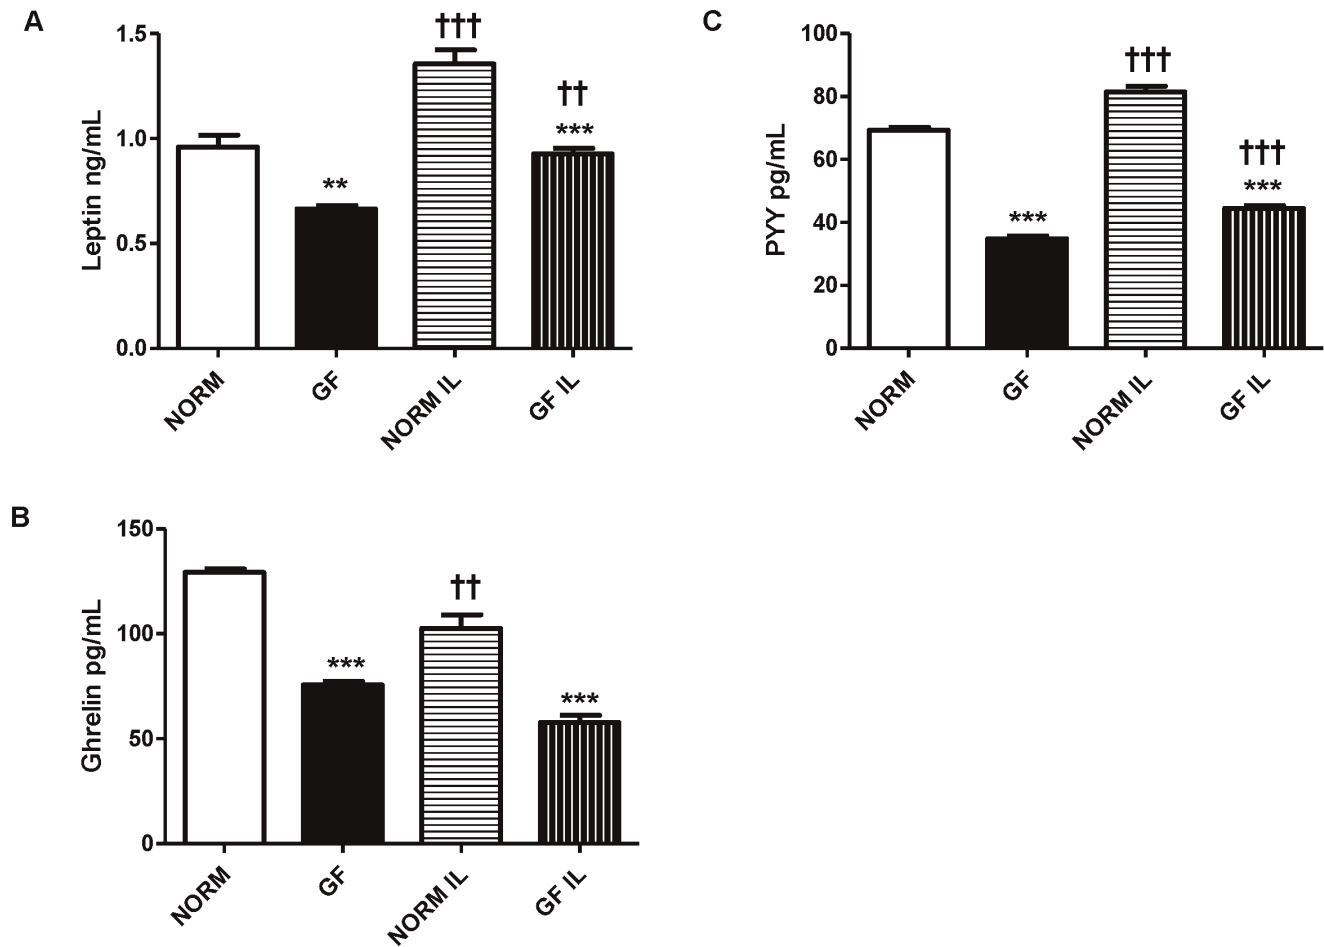 A
Leptin ng/mL
1.5
1.0
0.5
0.0
†††
††
**
***
NORM
GF
NORM IL
GF IL
C
PYY pg/mL
100
80
60
40
20
0
†††
†††
***
***
NORM
GF
NORM IL
GF IL
B
Ghrelin pg/mL
150
100
50
0
††
***
***
NORM
GF
NORM IL
GF IL